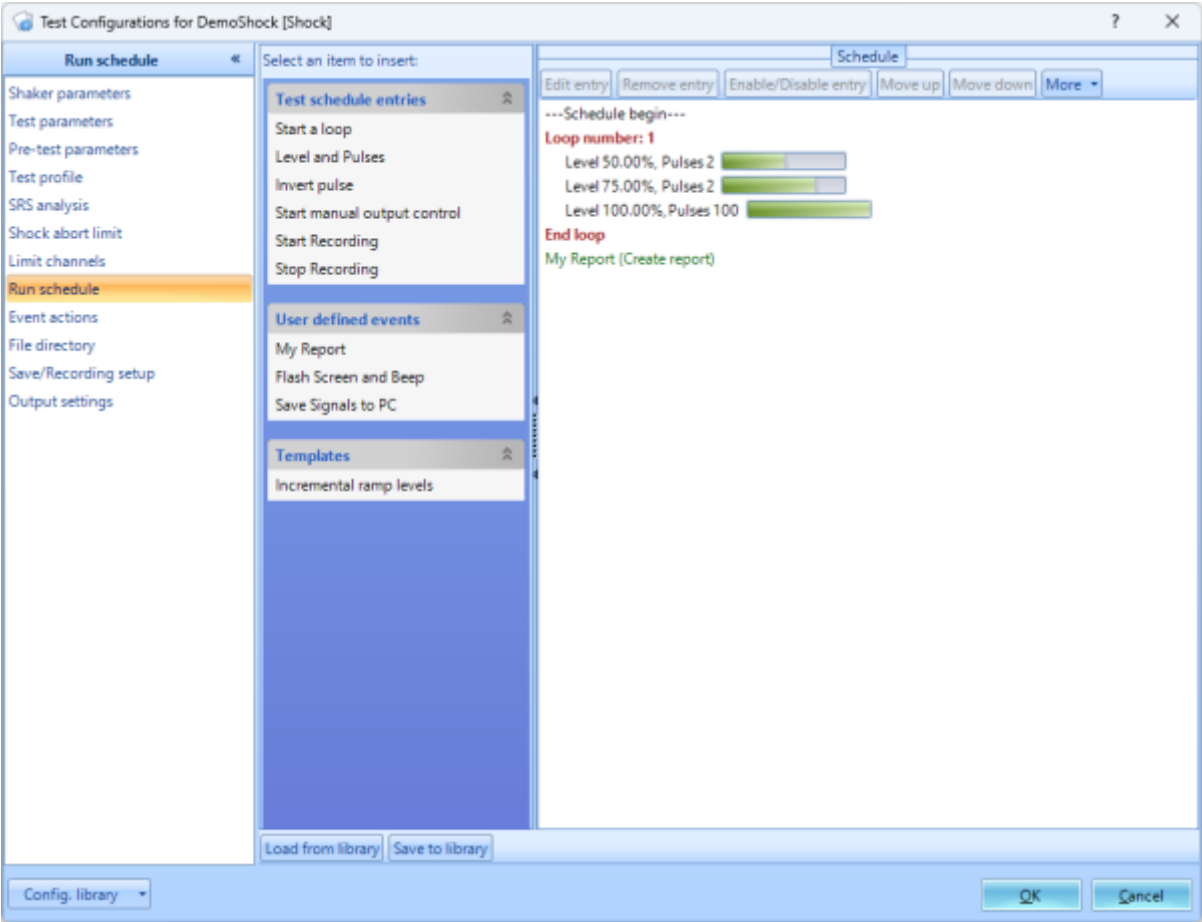 Test Configurations for DemoShock [Shock]
?
Run schedule
Shaker parameters
Test parameters
Pre-test parameters
Test profile
SRS analysis
Shock abort limit
Limit channels
Run schedule
Event actions
File directory
Save/Recording setup
Output settings
Select an item to insert:
Test schedule entries
Start a loop
Level and Pulses
Invert pulse
Start manual output control
Start Recording
Stop Recording
User defined events
My Report
Flash Screen and Beep
Save Signals to PC
Templates
Incremental ramp levels
Schedule
Edit entry Remove entry Enable/Disable entry Move up Move down More
---Schedule begin---
Loop number: 1
Level 50.00%, Pulses 2
Level 75.00%, Pulses 2
Level 100.00%, Pulses 100
End loop
My Report (Create report)
Load from library Save to library
Config. library
OK Cancel